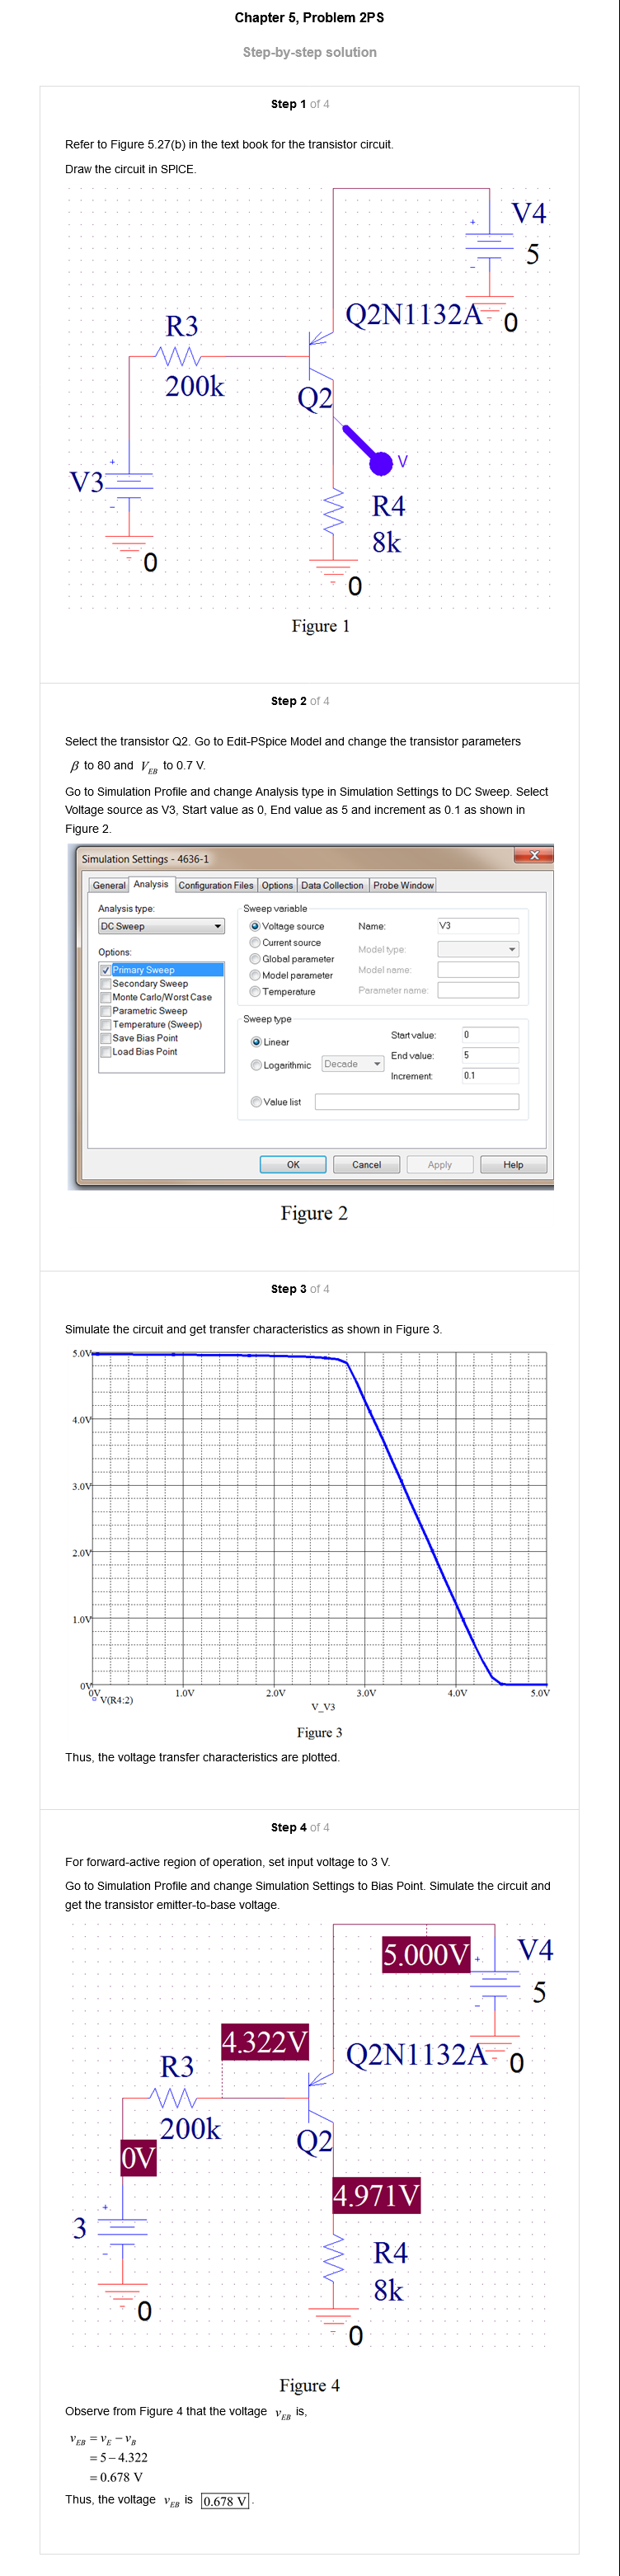 Chapter 5, Problem 2PS
Step-by-step solution
Step 1 of 4
Refer to Figure 5.27(b) in the text book for the transistor circuit.
Draw the circuit in SPICE.
V4
5
0
Q2N1132A
R3
200k
Q2
V
V3
R4
8k
0
0
Figure 1
Step 2 of 4
Select the transistor Q2. Go to Edit-PSpice Model and change the transistor parameters
β to 80 and V_EB to 0.7 V.
Go to Simulation Profile and change Analysis type in Simulation Settings to DC Sweep. Select
Voltage source as V3, Start value as 0, End value as 5 and increment as 0.1 as shown in
Figure 2.
Simulation Settings - 4636-1
General Analysis Configuration Files Options Data Collection Probe Window
Analysis type:
DC Sweep
Options:
Primary Sweep
Secondary Sweep
Monte Carlo/Worst Case
Parametric Sweep
Temperature (Sweep)
Save Bias Point
Load Bias Point
Sweep variable
Voltage source
Current source
Global parameter
Model parameter
Temperature
Name: V3
Model type:
Model name:
Parameter name:
Sweep type
Linear
Logarithmic Decade
Start value: 0
End value: 5
Increment: 0.1
Value list
OK Cancel Apply Help
Figure 2
Step 3 of 4
Simulate the circuit and get transfer characteristics as shown in Figure 3.
5.0V
4.0V
3.0V
2.0V
1.0V
0V
0V 1.0V 2.0V 3.0V 4.0V 5.0V
V(R4:2)
V_V3
Figure 3
Thus, the voltage transfer characteristics are plotted.
Step 4 of 4
For forward-active region of operation, set input voltage to 3 V.
Go to Simulation Profile and change Simulation Settings to Bias Point. Simulate the circuit and
get the transistor emitter-to-base voltage.
5.000V
V4
5
0
4.322V
Q2N1132A
R3
200k
Q2
0V
4.971V
3
R4
8k
0
0
Figure 4
Observe from Figure 4 that the voltage v_EB is,
v_EB = v_E − v_B
= 5 − 4.322
= 0.678 V
Thus, the voltage v_EB is 0.678 V.